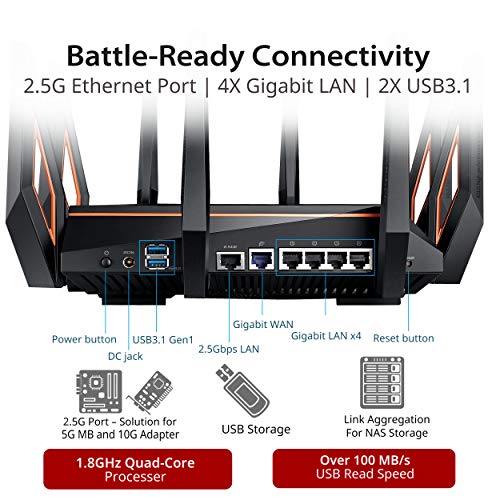 Battle-Ready Connectivity
2.5G Ethernet Port | 4X Gigabit LAN | 2X USB3.1
Power button
DC jack
USB3.1 Gen1
2.5Gbps LAN
Gigabit WAN
Gigabit LAN x4
Reset button
2.5G Port – Solution for
5G MB and 10G Adapter
USB Storage
Link Aggregation
For NAS Storage
1.8GHz Quad-Core
Processer
Over 100 MB/s
USB Read Speed